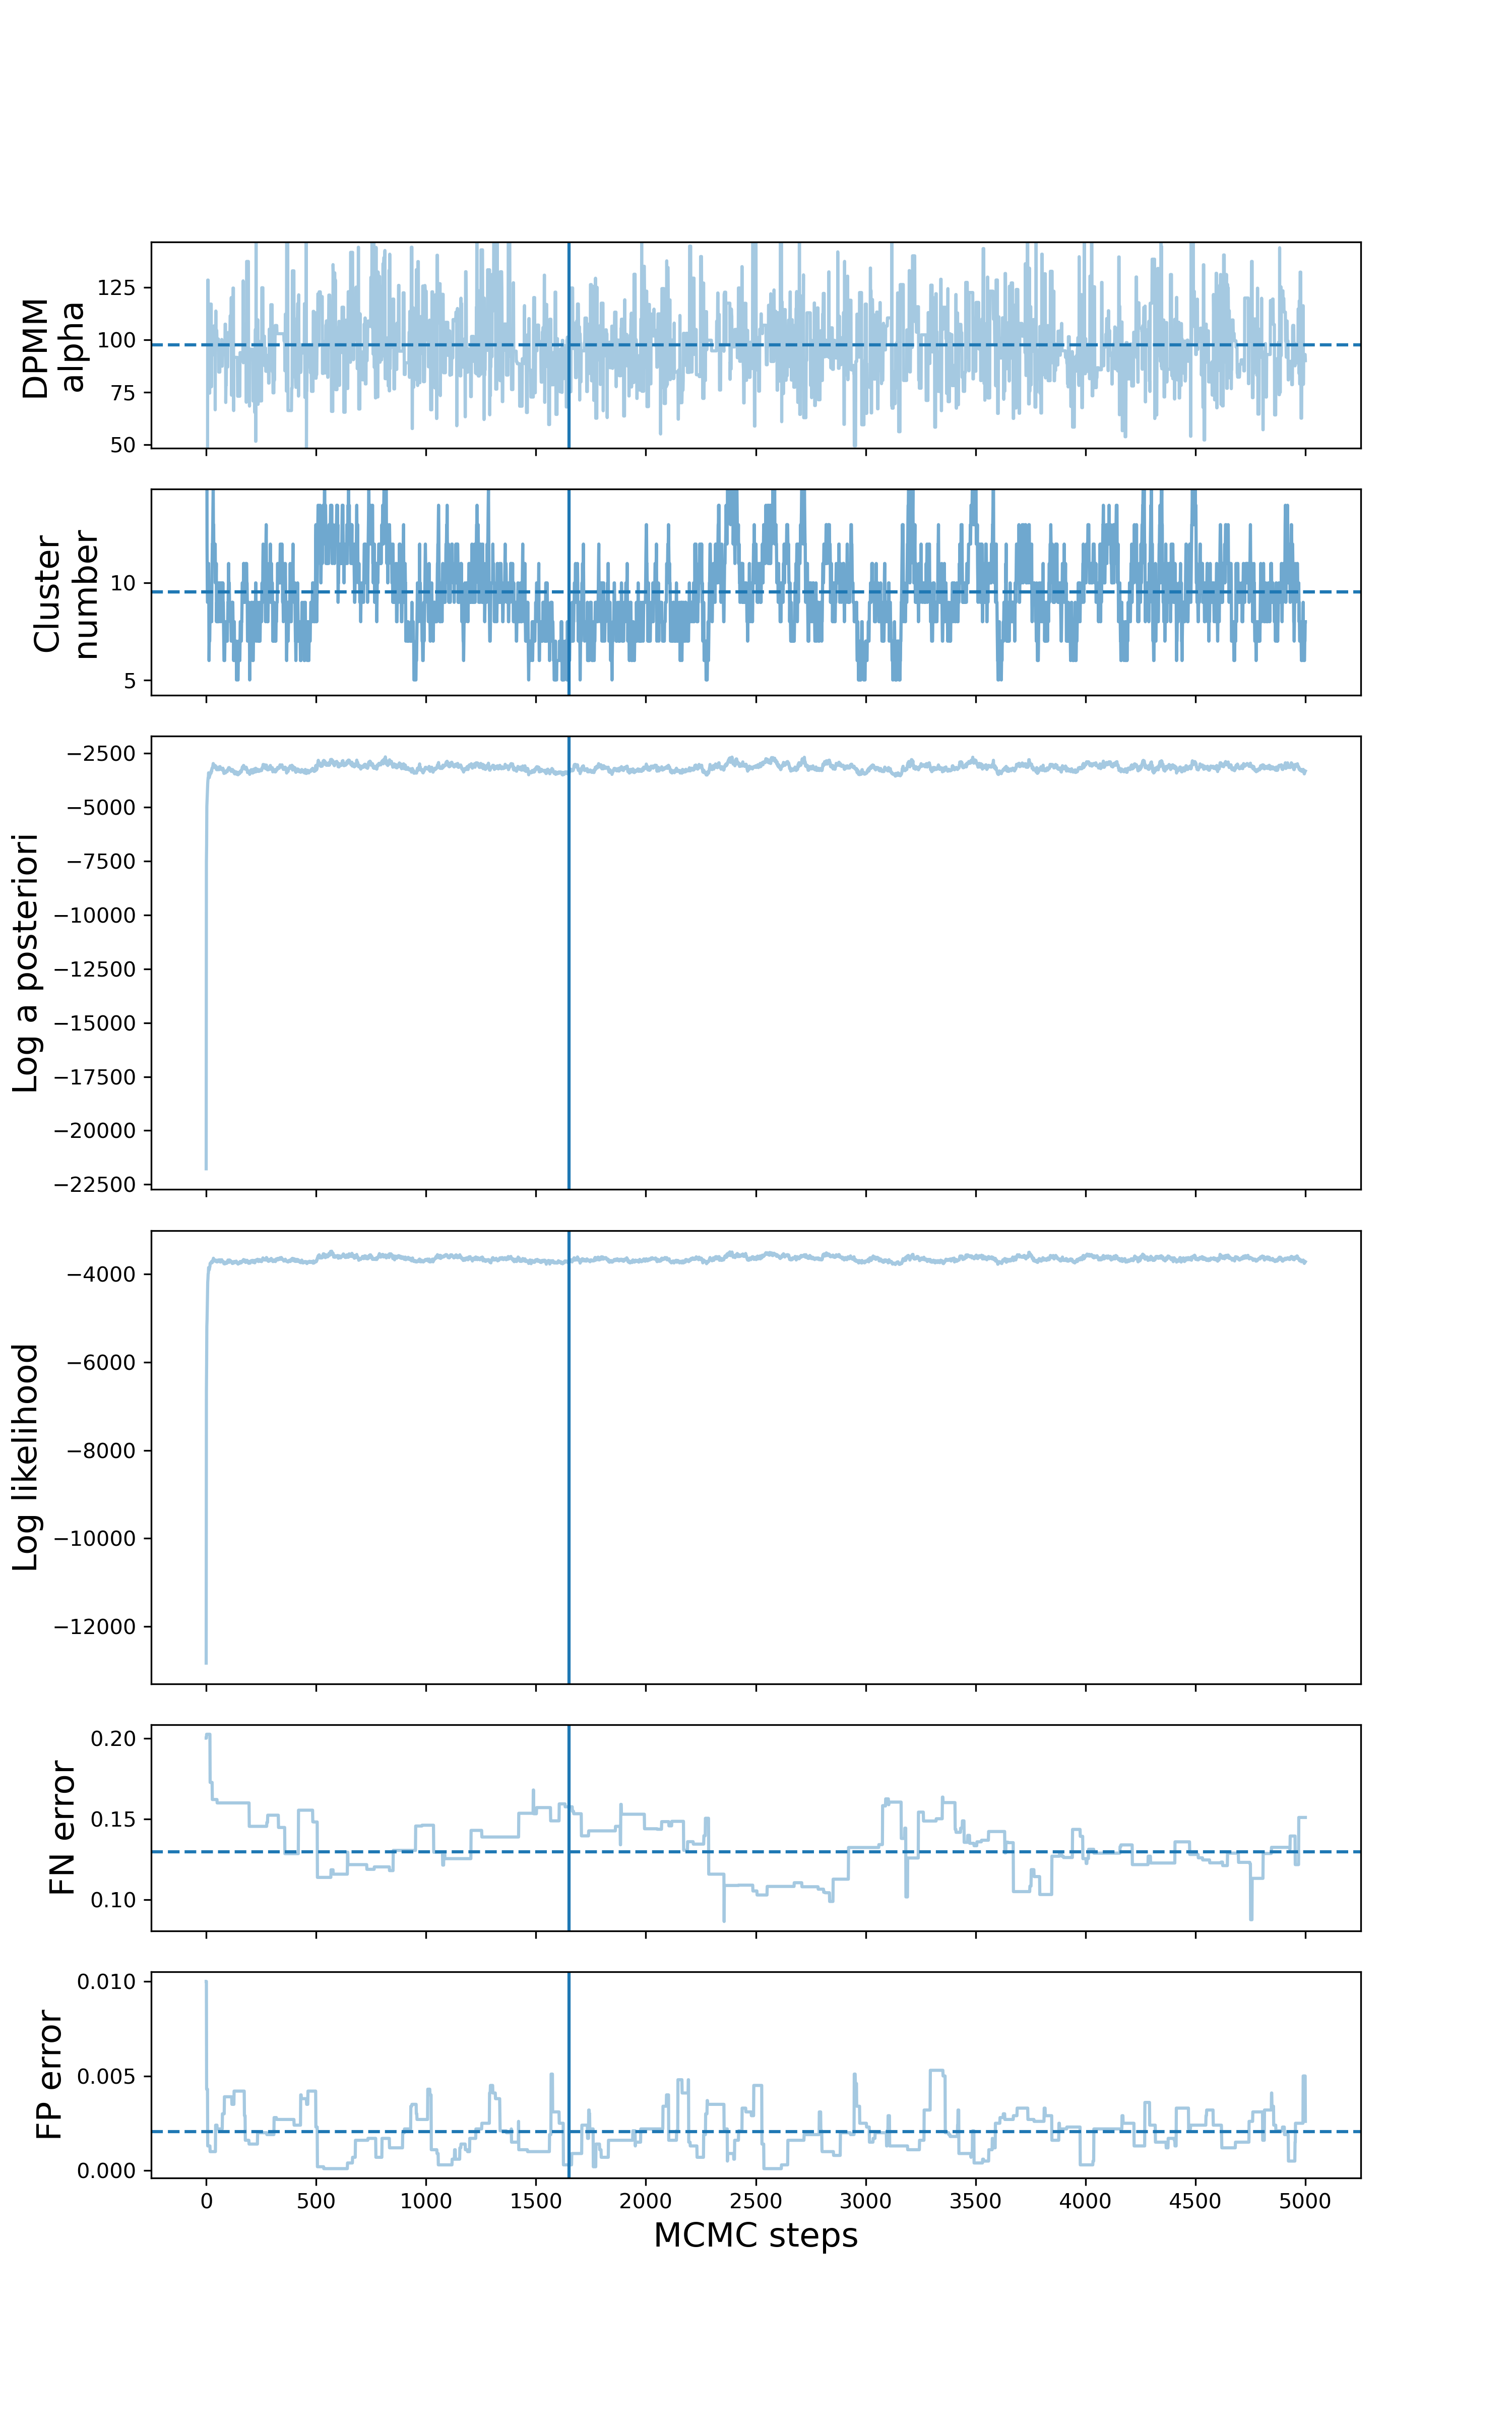 DPMM
alpha
125
100
75
50
Cluster
number
10
5
Log a posteriori
−2500
−5000
−7500
−10000
−12500
−15000
−17500
−20000
−22500
Log likelihood
−4000
−6000
−8000
−10000
−12000
FN error
0.20
0.15
0.10
FP error
0.010
0.005
0.000
0 500 1000 1500 2000 2500 3000 3500 4000 4500 5000
MCMC steps